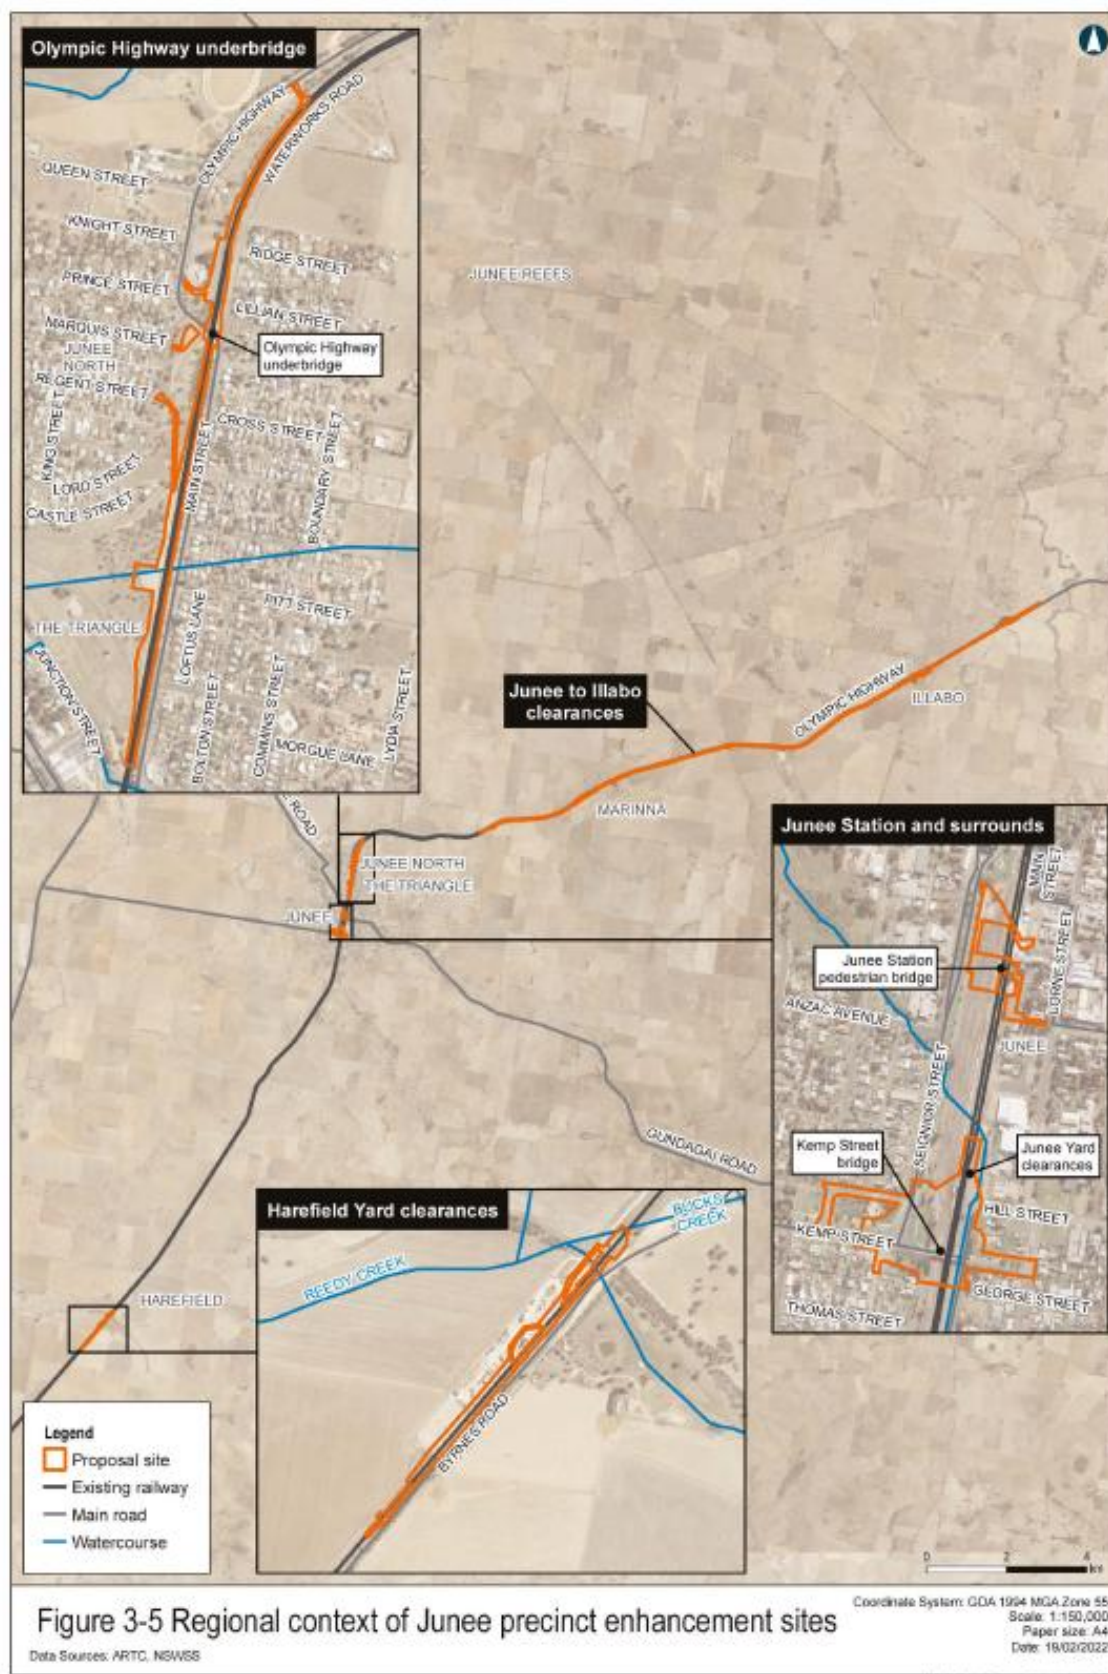 Olympic Highway underbridge
OLYMPIC HIGHWAY
WATERWORKS ROAD
QUEEN STREET
KNIGHT STREET
RIDGE STREET
PRINCE STREET
LILLIAN STREET
MARQUIS STREET
JUNEE
NORTH
Olympic Highway
underbridge
REGENT STREET
KING STREET
CROSS STREET
MAIN STREET
BOUNDARY STREET
LORD STREET
CASTLE STREET
PITT STREET
LOFTUS LANE
THE TRIANGLE
JUNCTION STREET
BOLTON STREET
COMMINS STREET
MORGUE LANE
LYDIA STREET
JUNEE REEFS
Junee to Illabo
clearances
OLYMPIC HIGHWAY
ILLABO
MARINNA
ROAD
JUNEE NORTH
THE TRIANGLE
JUNEE
GUNDAGAI ROAD
HAREFIELD
Junee Station and surrounds
MAIN
STREET
LORNE STREET
Junee Station
pedestrian bridge
ANZAC AVENUE
JUNEE
SEIGNIOR STREET
Kemp Street
bridge
Junee Yard
clearances
HILL STREET
KEMP STREET
GEORGE STREET
THOMAS STREET
Harefield Yard clearances
BUCKS
CREEK
REEDY CREEK
BYRNES ROAD
Legend
Proposal site
Existing railway
Main road
Watercourse
0 2 4
km
Figure 3-5 Regional context of Junee precinct enhancement sites
Data Sources: ARTC, NSWSS
Coordinate System: GDA 1994 MGA Zone 55
Scale: 1:150,000
Paper size: A4
Date: 19/02/2022